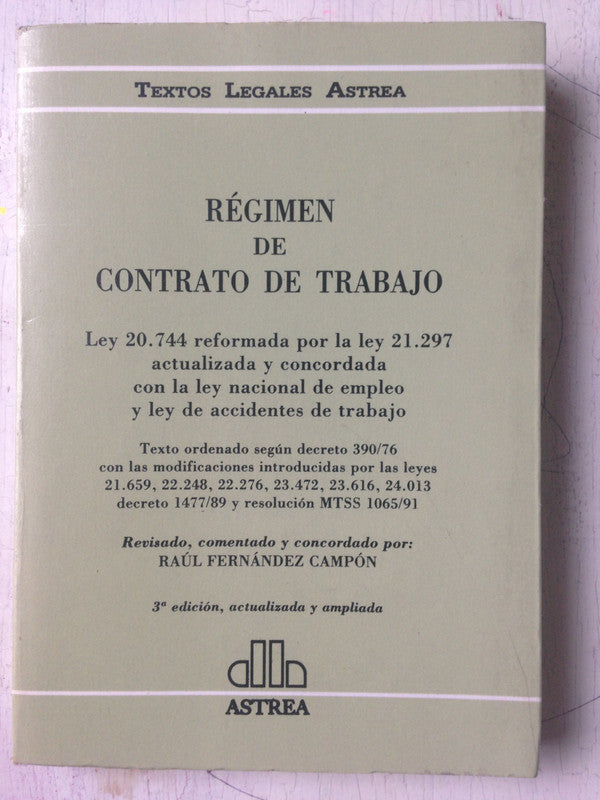 TEXTOS LEGALES ASTREA
RÉGIMEN
DE
CONTRATO DE TRABAJO
Ley 20.744 reformada por la ley 21.297
actualizada y concordada
con la ley nacional de empleo
y ley de accidentes de trabajo
Texto ordenado según decreto 390/76
con las modificaciones introducidas por las leyes
21.659, 22.248, 22.276, 23.472, 23.616, 24.013
decreto 1477/89 y resolución MTSS 1065/91
Revisado, comentado y concordado por:
RAÚL FERNÁNDEZ CAMPÓN
3ª edición, actualizada y ampliada
ASTREA